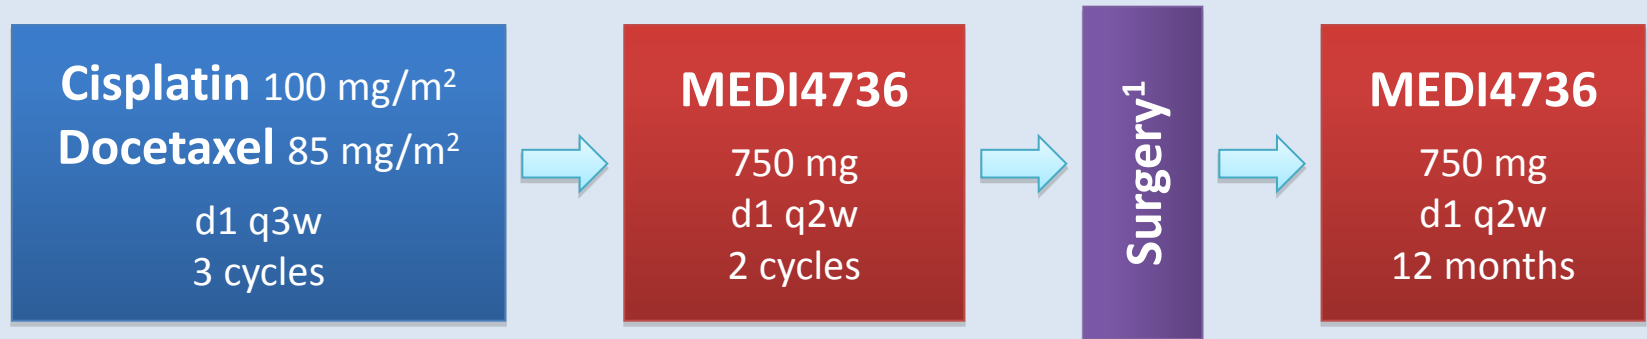 Cisplatin 100 mg/m²
Docetaxel 85 mg/m²
d1 q3w
3 cycles
MEDI4736
750 mg
d1 q2w
2 cycles
Surgery¹
MEDI4736
750 mg
d1 q2w
12 months